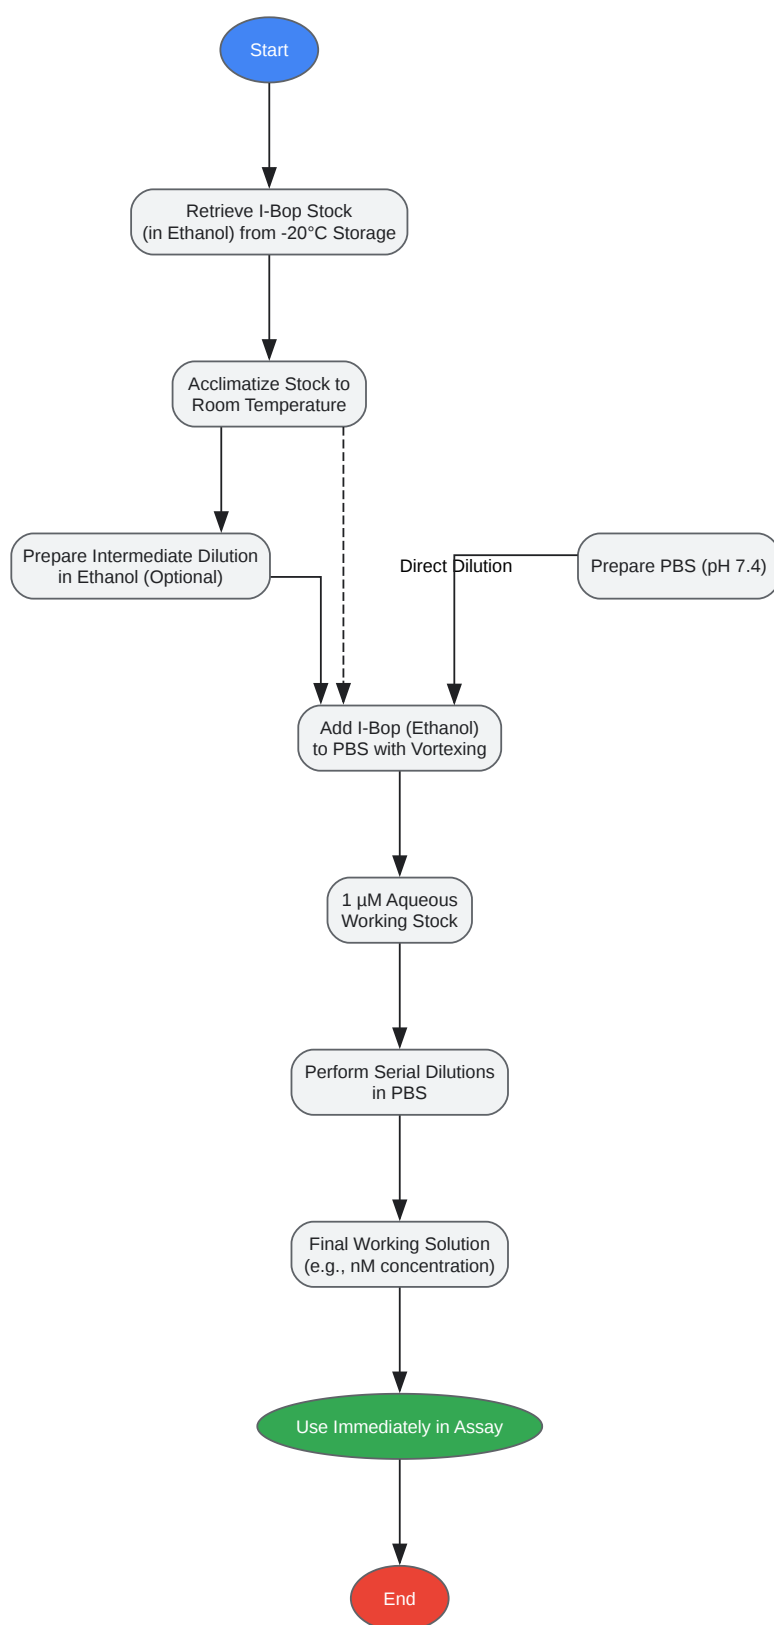 Start
Retrieve I-Bop Stock
(in Ethanol) from -20°C Storage
Acclimatize Stock to
Room Temperature
Prepare Intermediate Dilution
in Ethanol (Optional)
Direct Dilution
Prepare PBS (pH 7.4)
Add I-Bop (Ethanol)
to PBS with Vortexing
1 µM Aqueous
Working Stock
Perform Serial Dilutions
in PBS
Final Working Solution
(e.g., nM concentration)
Use Immediately in Assay
End